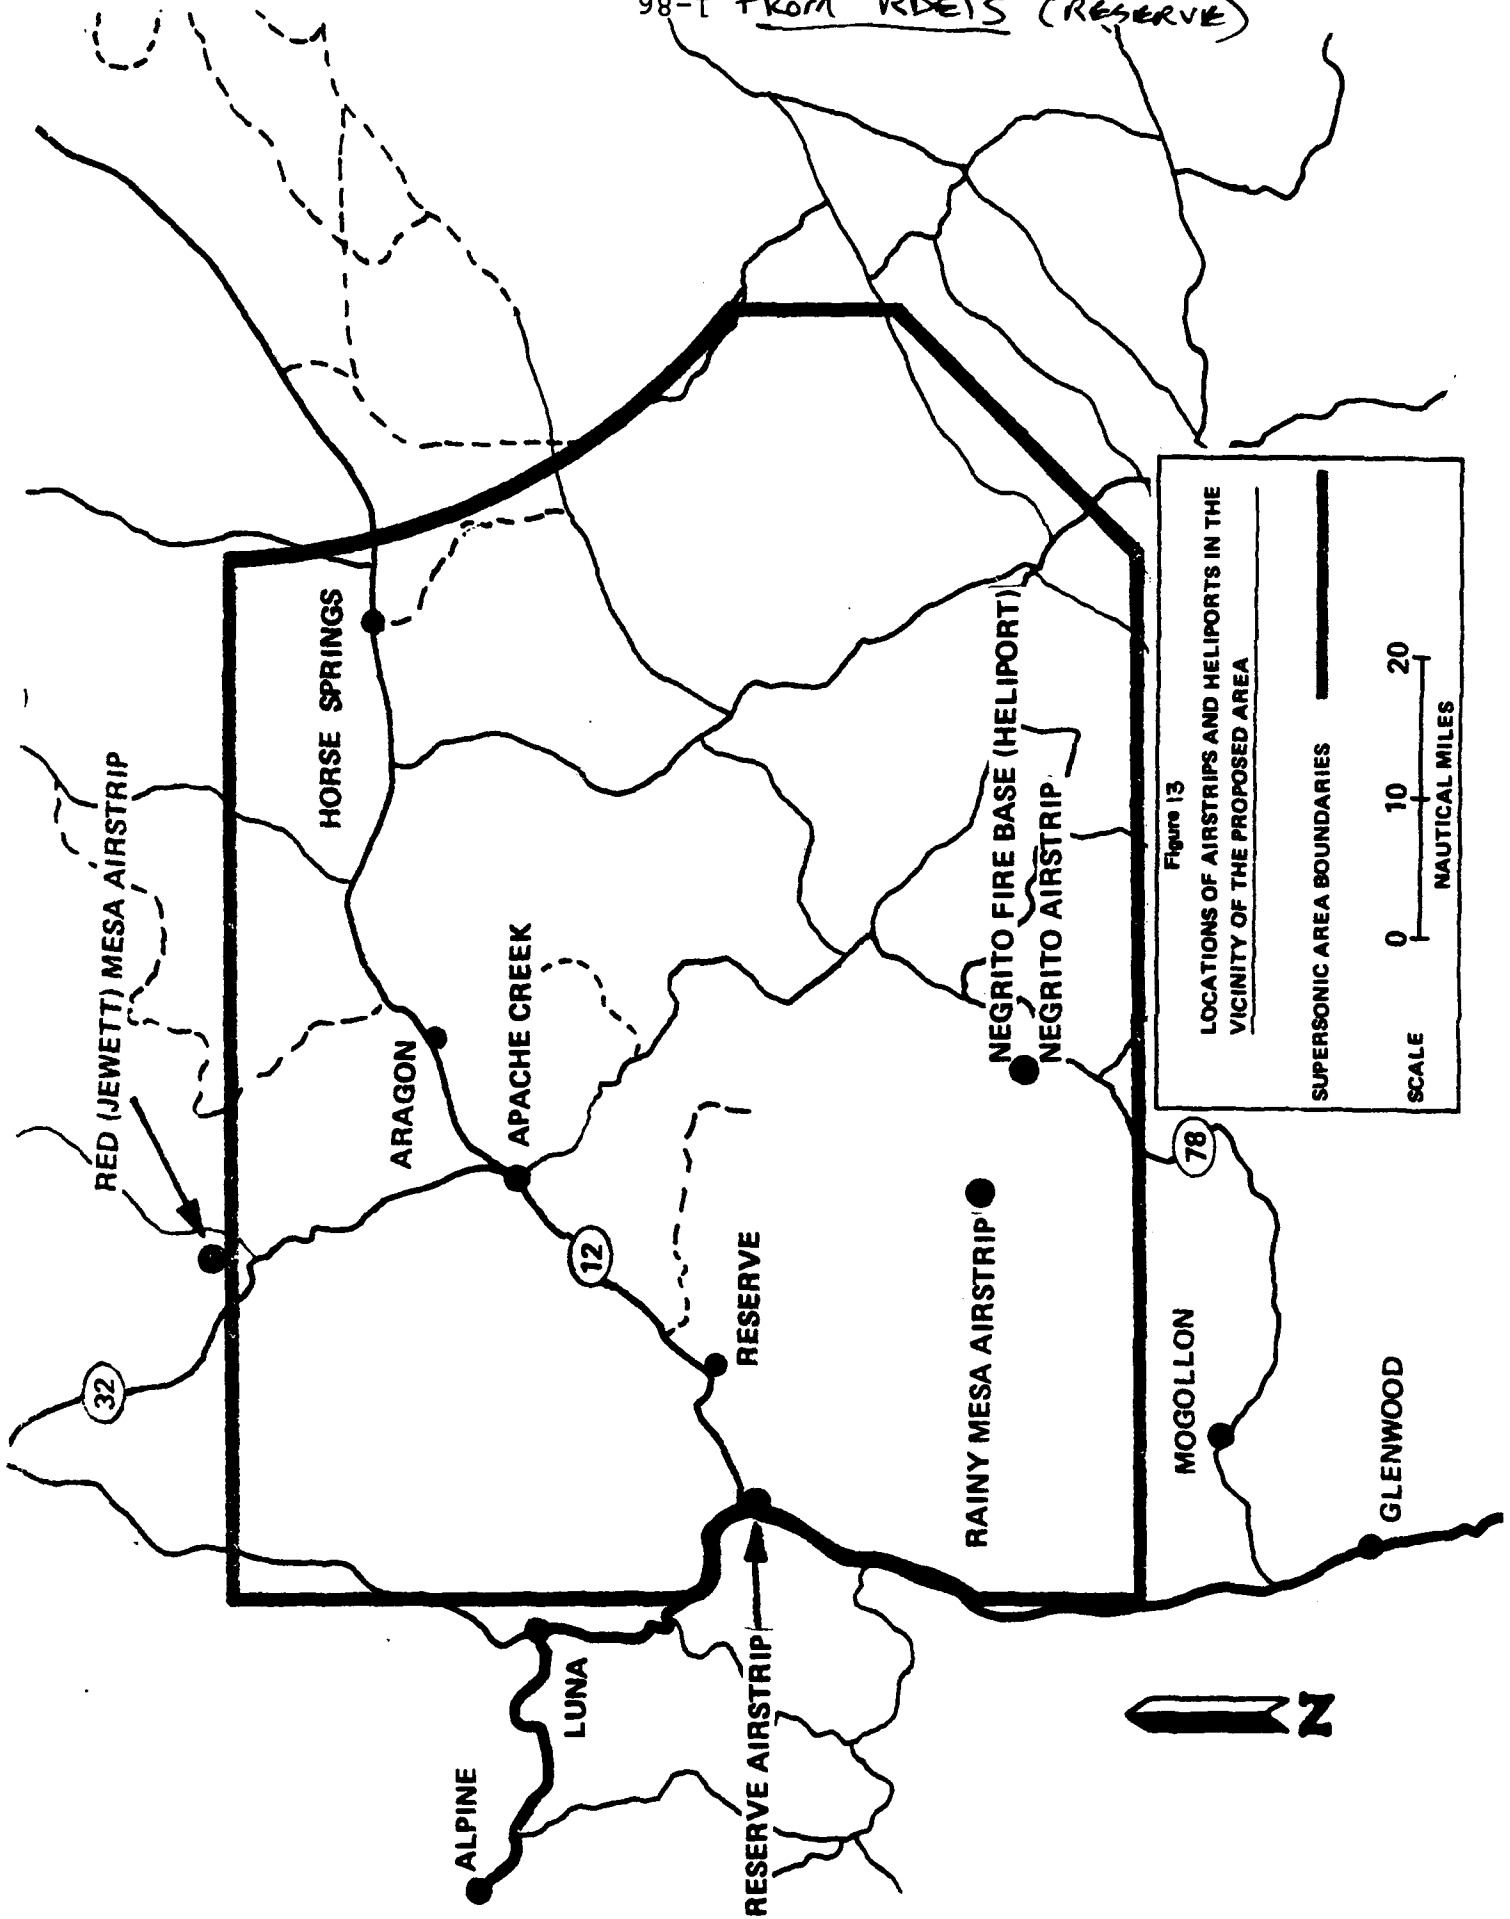 1-86 FROM RDEIS (RESERVE)
RED (JEWETT) MESA AIRSTRIP
32
HORSE SPRINGS
ARAGON
APACHE CREEK
12
ALPINE
LUNA
RESERVE
RESERVE AIRSTRIP
RAINY MESA AIRSTRIP
NEGRITO FIRE BASE (HELIPORT)
NEGRITO AIRSTRIP
78
MOGOLLON
GLENWOOD
N
Figure 13
LOCATIONS OF AIRSTRIPS AND HELIPORTS IN THE
VICINITY OF THE PROPOSED AREA
SUPERSONIC AREA BOUNDARIES
SCALE
0 10 20
NAUTICAL MILES